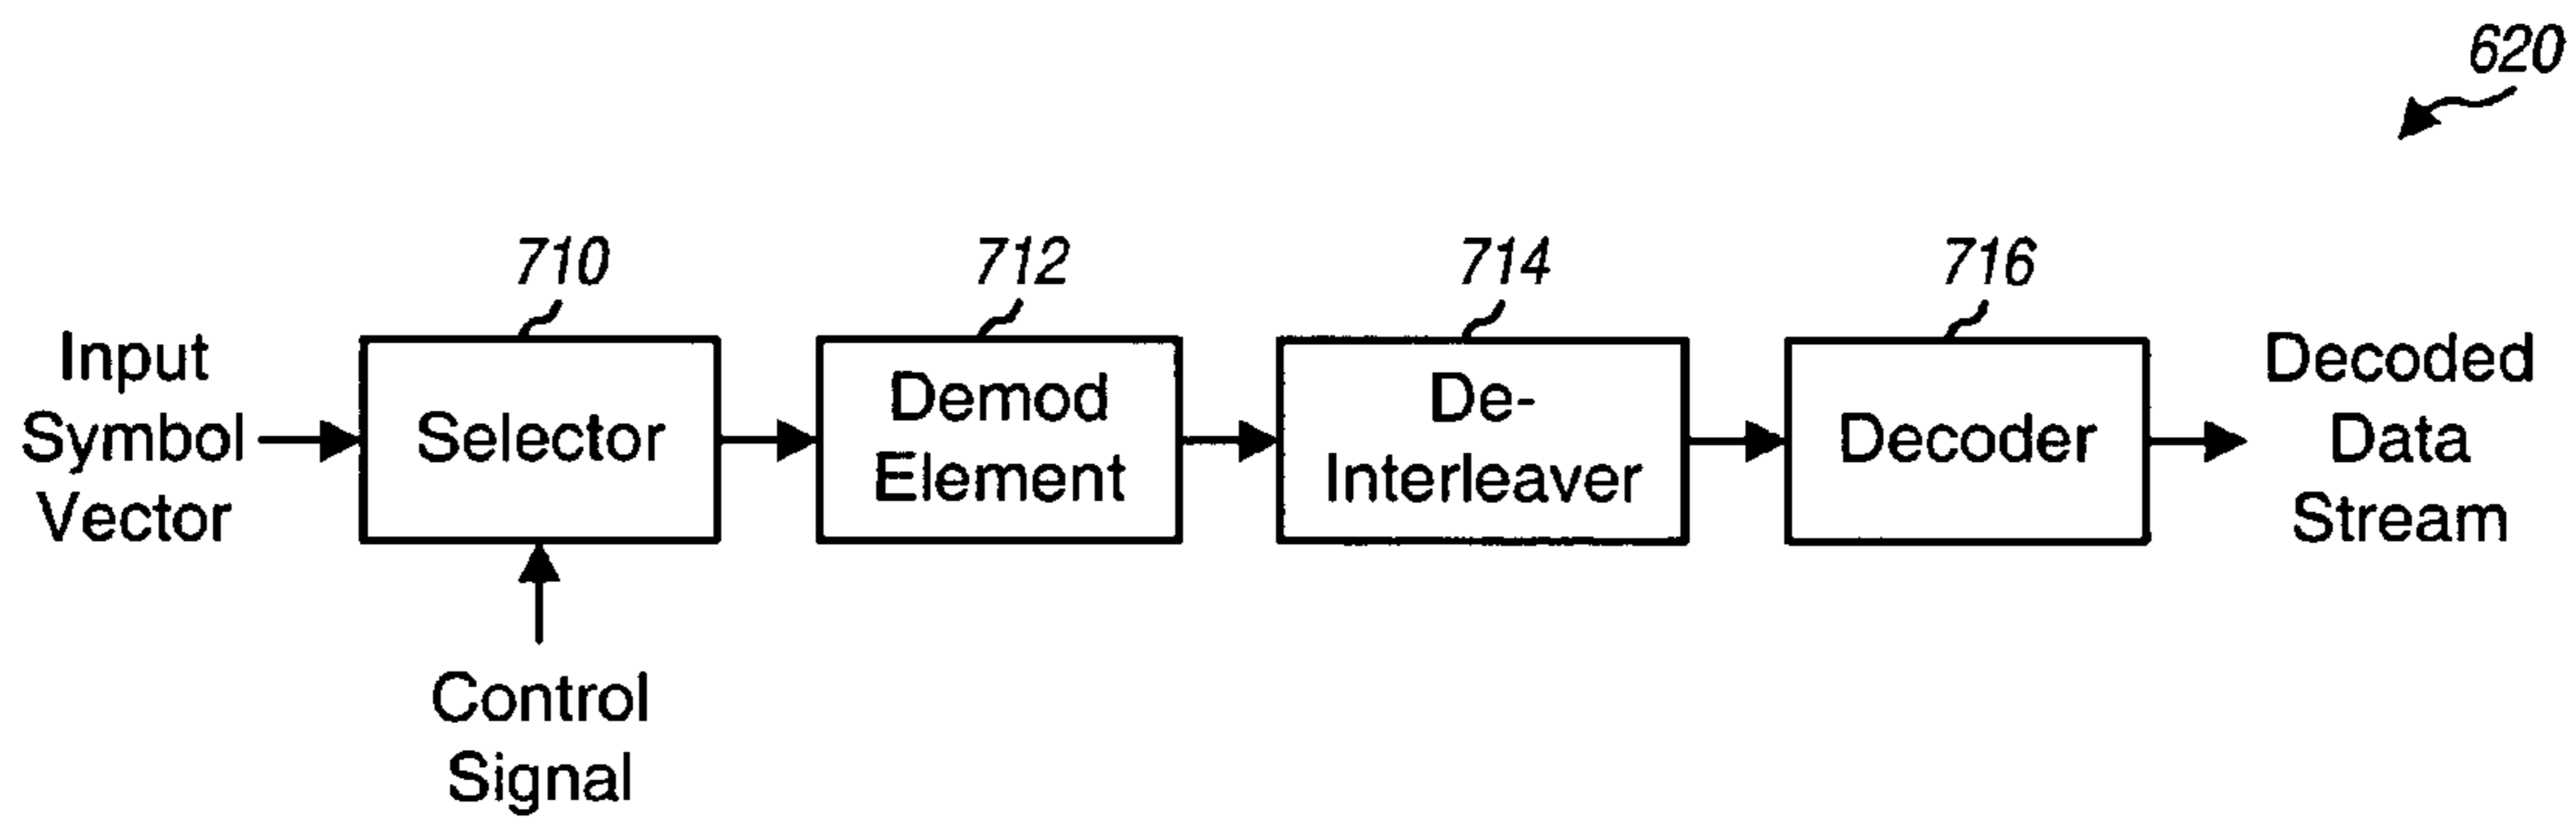 620
710
712
714
716
Input
Symbol
Vector
Selector
Demod
Element
De-
Interleaver
Decoder
Decoded
Data
Stream
Control
Signal